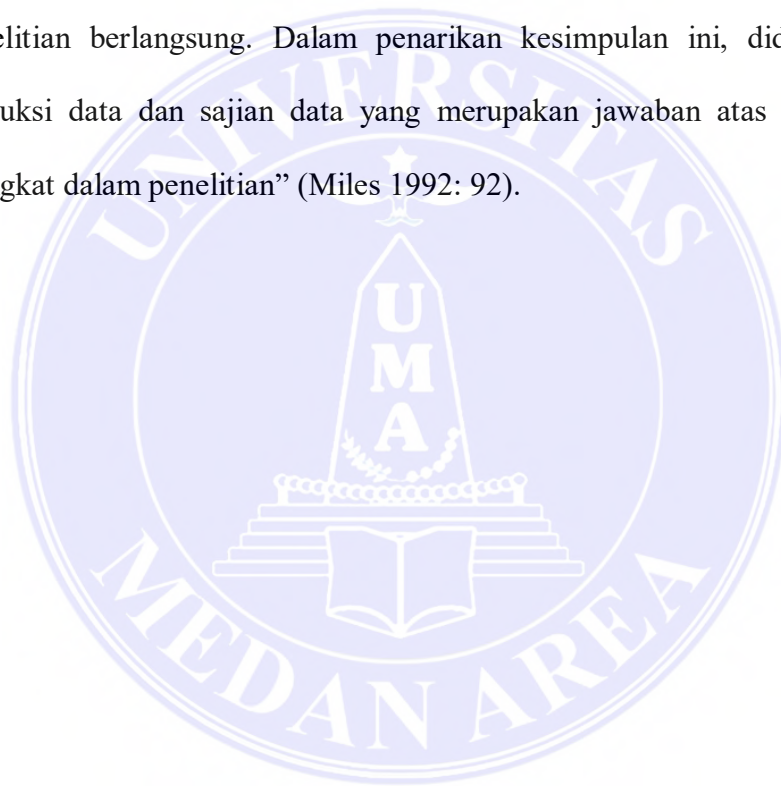 elitian berlangsung. Dalam penarikan kesimpulan ini, did
uksi data dan sajian data yang merupakan jawaban atas
gkat dalam penelitian” (Miles 1992: 92).
UNIVERSITAS
U
M
A
MEDAN AREA